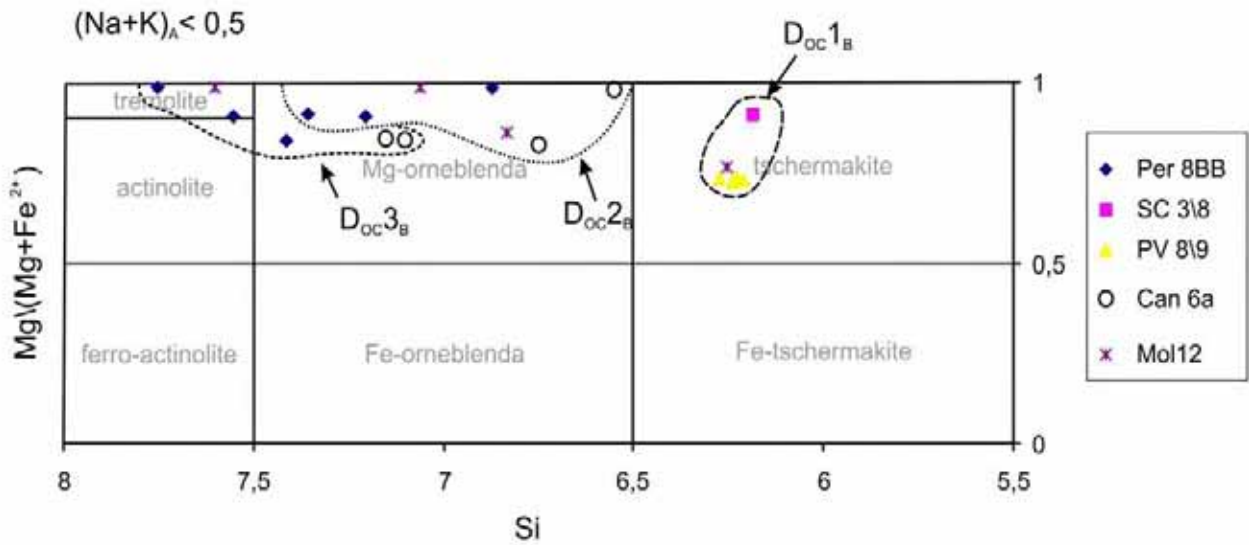 (Na+K)A< 0,5
DOC1B
tremolite
actinolite
Mg-orneblenda
tschermakite
DOC3B
DOC2B
ferro-actinolite
Fe-orneblenda
Fe-tschermakite
1
0,5
0
8
7,5
7
6,5
6
5,5
Si
Mg\(Mg+Fe2+)
Per 8BB
SC 3\8
PV 8\9
Can 6a
Mol12